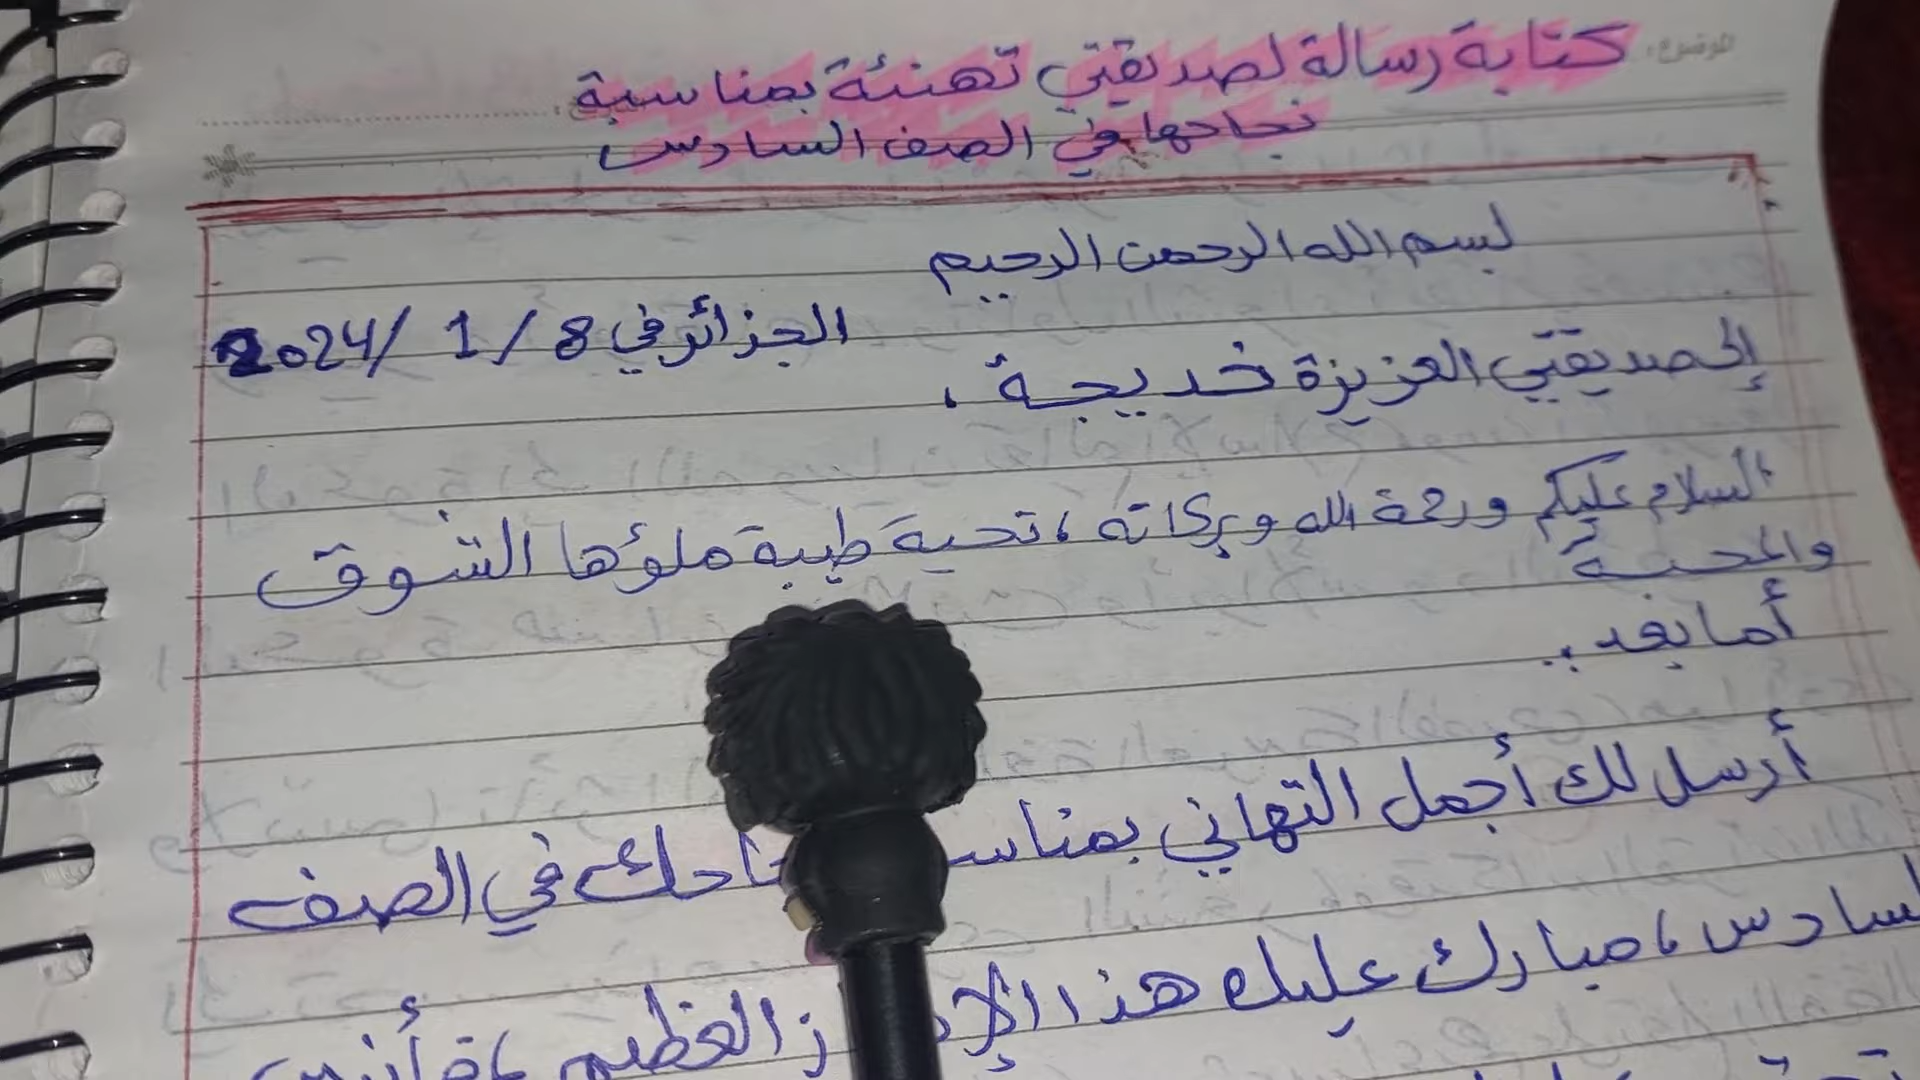 الموضوع:
كتابة رسالة لصديقتي تهنئة بمناسبة
نجاحها في الصف السادس
بسم الله الرحمن الرحيم
الجزائر في 8 / 1 / 2024
إلى صديقتي العزيزة خديجة،
السلام عليكم ورحمة الله وبركاته، تحية طيبة ملؤها الشوق
والمحبة
أما بعد:
أرسل لك أجمل التهاني في الصف
السادس، مبارك عليك هذا العظيم،